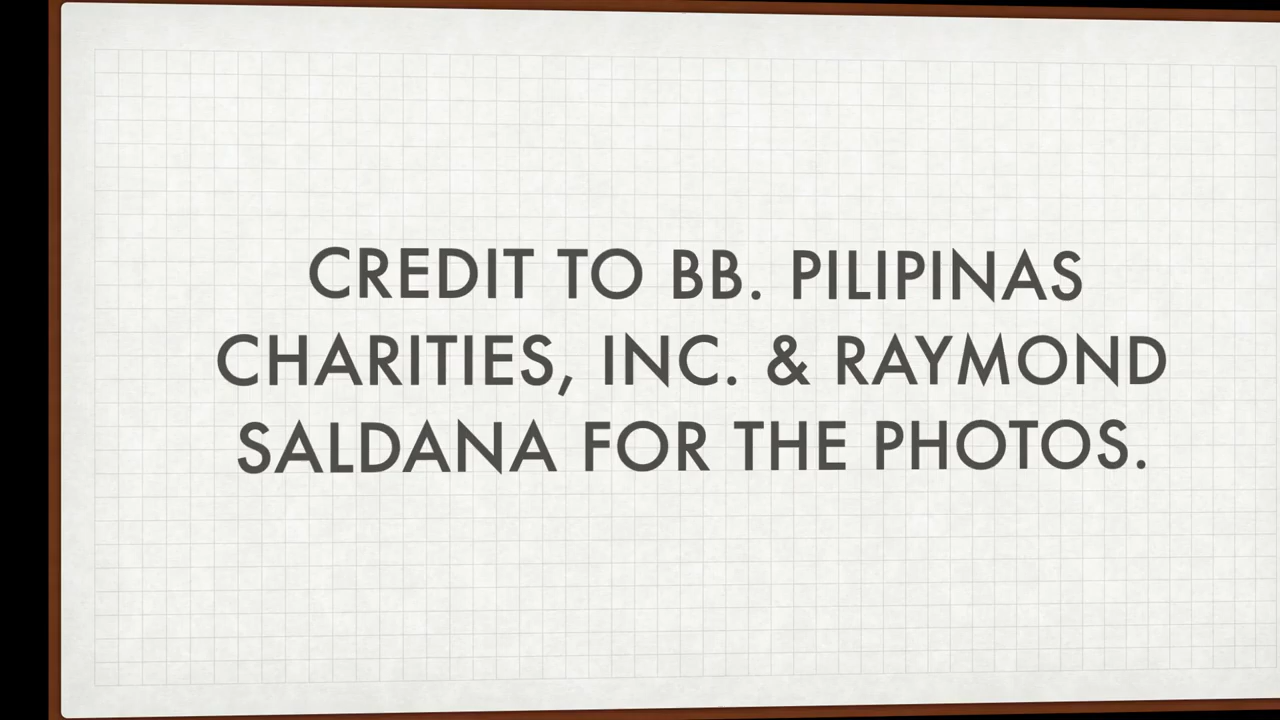 CREDIT TO BB. PILIPINAS
CHARITIES, INC. & RAYMOND
SALDANA FOR THE PHOTOS.